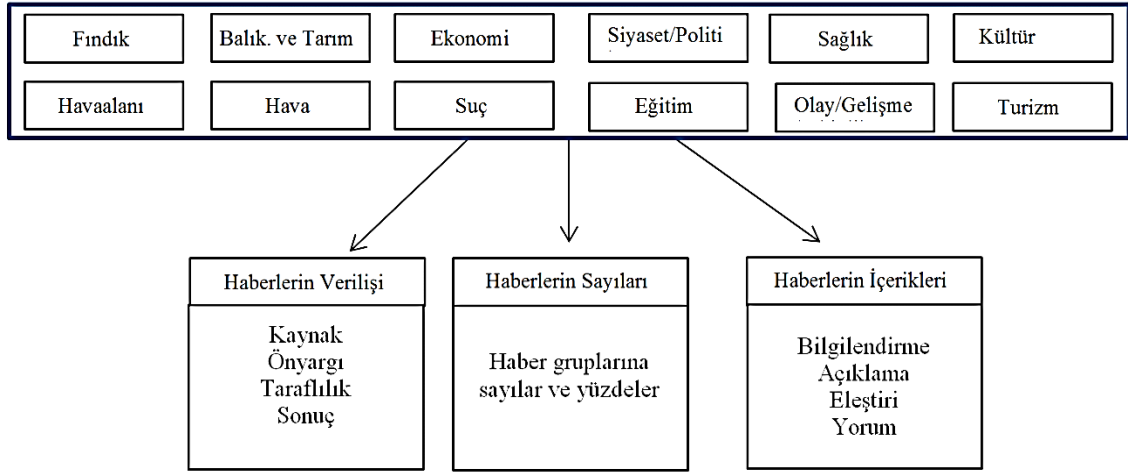 Fındık
Balık. ve Tarım
Ekonomi
Siyaset/Politi
Sağlık
Kültür
Havaalanı
Hava
Suç
Eğitim
Olay/Gelişme
Turizm
Haberlerin Verilişi
Kaynak
Önyargı
Taraflılık
Sonuç
Haberlerin Sayıları
Haber gruplarına
sayılar ve yüzdeler
Haberlerin İçerikleri
Bilgilendirme
Açıklama
Eleştiri
Yorum